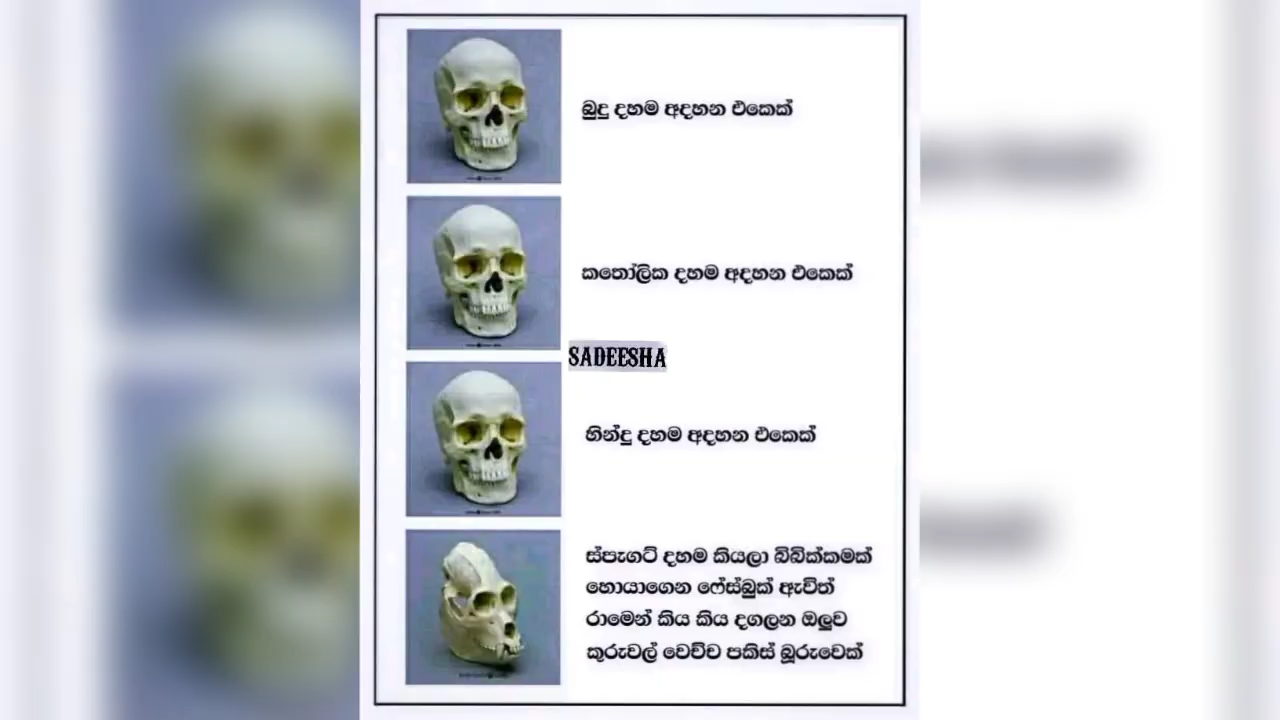 බුදු දහම අදහන එකෙක්
කතෝලික දහම අදහන එකෙක්
SADEESHA
හින්දු දහම අදහන එකෙක්
ස්පැගටි දහම කියලා බිබික්කමක්
හොයාගෙන ෆේස්බුක් ඇවිත්
රාමෙන් කිය කිය දගලන ඔලුව
කුරුවල් වෙච්ච පකිස් බූරුවෙක්